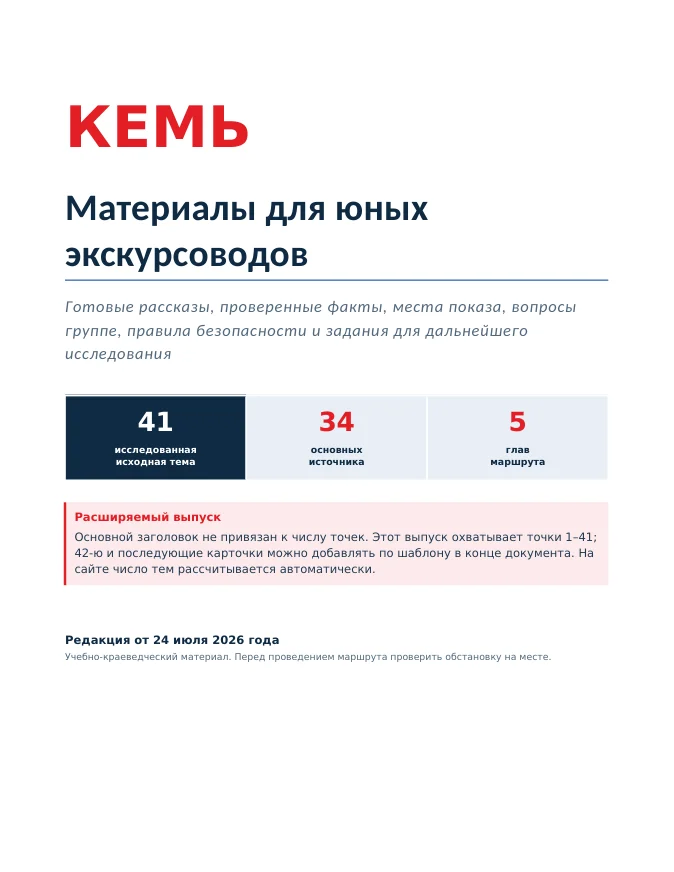 КЕМЬ
Материалы для юных
экскурсоводов
Готовые рассказы, проверенные факты, места показа, вопросы
группе, правила безопасности и задания для дальнейшего
исследования
41
исследованная
исходная тема
34
основных
источника
5
глав
маршрута
Расширяемый выпуск
Основной заголовок не привязан к числу точек. Этот выпуск охватывает точки 1–41;
42-ю и последующие карточки можно добавлять по шаблону в конце документа. На
сайте число тем рассчитывается автоматически.
Редакция от 24 июля 2026 года
Учебно-краеведческий материал. Перед проведением маршрута проверить обстановку на месте.